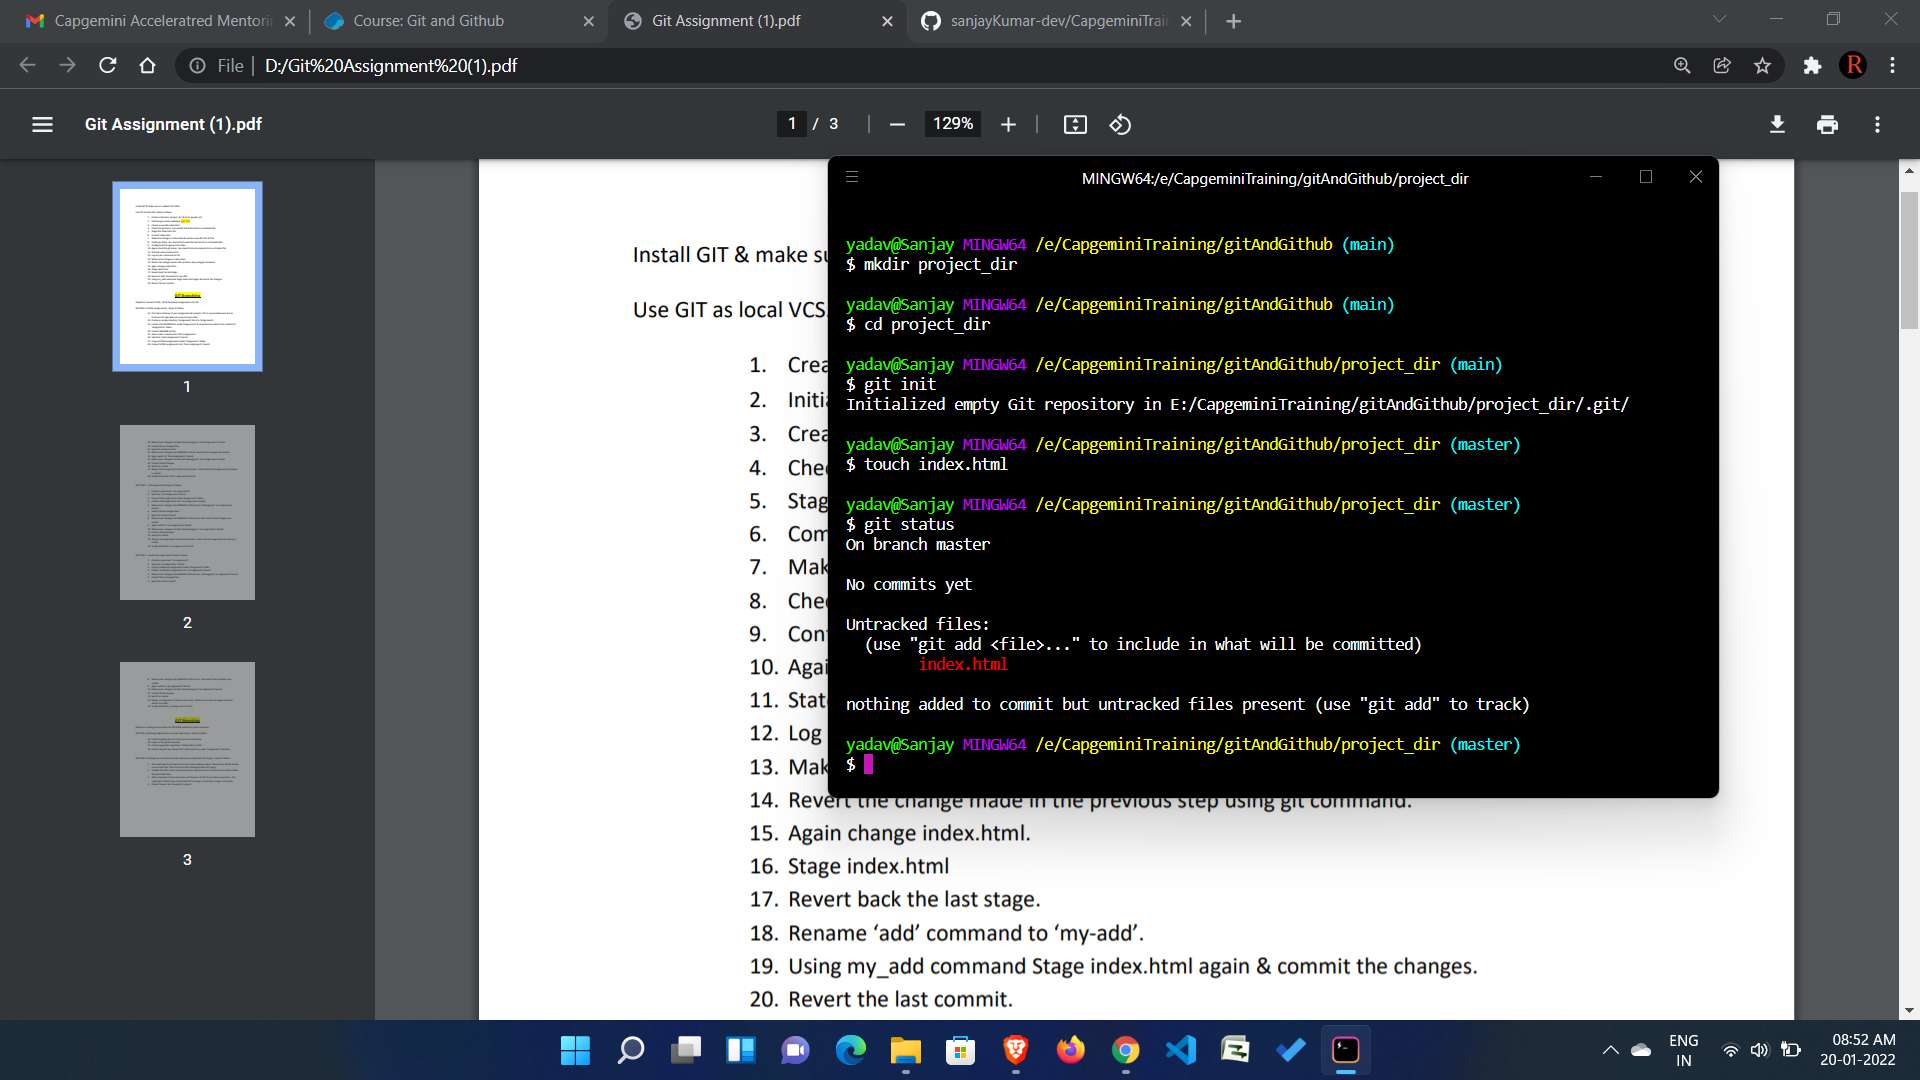 Capgemini Acceleratred Mentorin
Course: Git and Github
Git Assignment (1).pdf
sanjayKumar-dev/CapgeminiTrain
File
D:/Git%20Assignment%20(1).pdf
R
Git Assignment (1).pdf
1 / 3
129%
1
2
3
Install GIT & make su
Use GIT as local VCS.
1. Crea
2. Initia
3. Crea
4. Chec
5. Stag
6. Com
7. Mak
8. Chec
9. Conf
10. Agai
11. State
12. Log
13. Mak
14. Revert the change made in the previous step using git command.
15. Again change index.html.
16. Stage index.html
17. Revert back the last stage.
18. Rename ‘add’ command to ‘my-add’.
19. Using my_add command Stage index.html again & commit the changes.
20. Revert the last commit.
MINGW64:/e/CapgeminiTraining/gitAndGithub/project_dir
yadav@Sanjay MINGW64 /e/CapgeminiTraining/gitAndGithub (main)
$ mkdir project_dir
yadav@Sanjay MINGW64 /e/CapgeminiTraining/gitAndGithub (main)
$ cd project_dir
yadav@Sanjay MINGW64 /e/CapgeminiTraining/gitAndGithub/project_dir (main)
$ git init
Initialized empty Git repository in E:/CapgeminiTraining/gitAndGithub/project_dir/.git/
yadav@Sanjay MINGW64 /e/CapgeminiTraining/gitAndGithub/project_dir (master)
$ touch index.html
yadav@Sanjay MINGW64 /e/CapgeminiTraining/gitAndGithub/project_dir (master)
$ git status
On branch master
No commits yet
Untracked files:
(use "git add <file>..." to include in what will be committed)
index.html
nothing added to commit but untracked files present (use "git add" to track)
yadav@Sanjay MINGW64 /e/CapgeminiTraining/gitAndGithub/project_dir (master)
$
ENG
IN
08:52 AM
20-01-2022